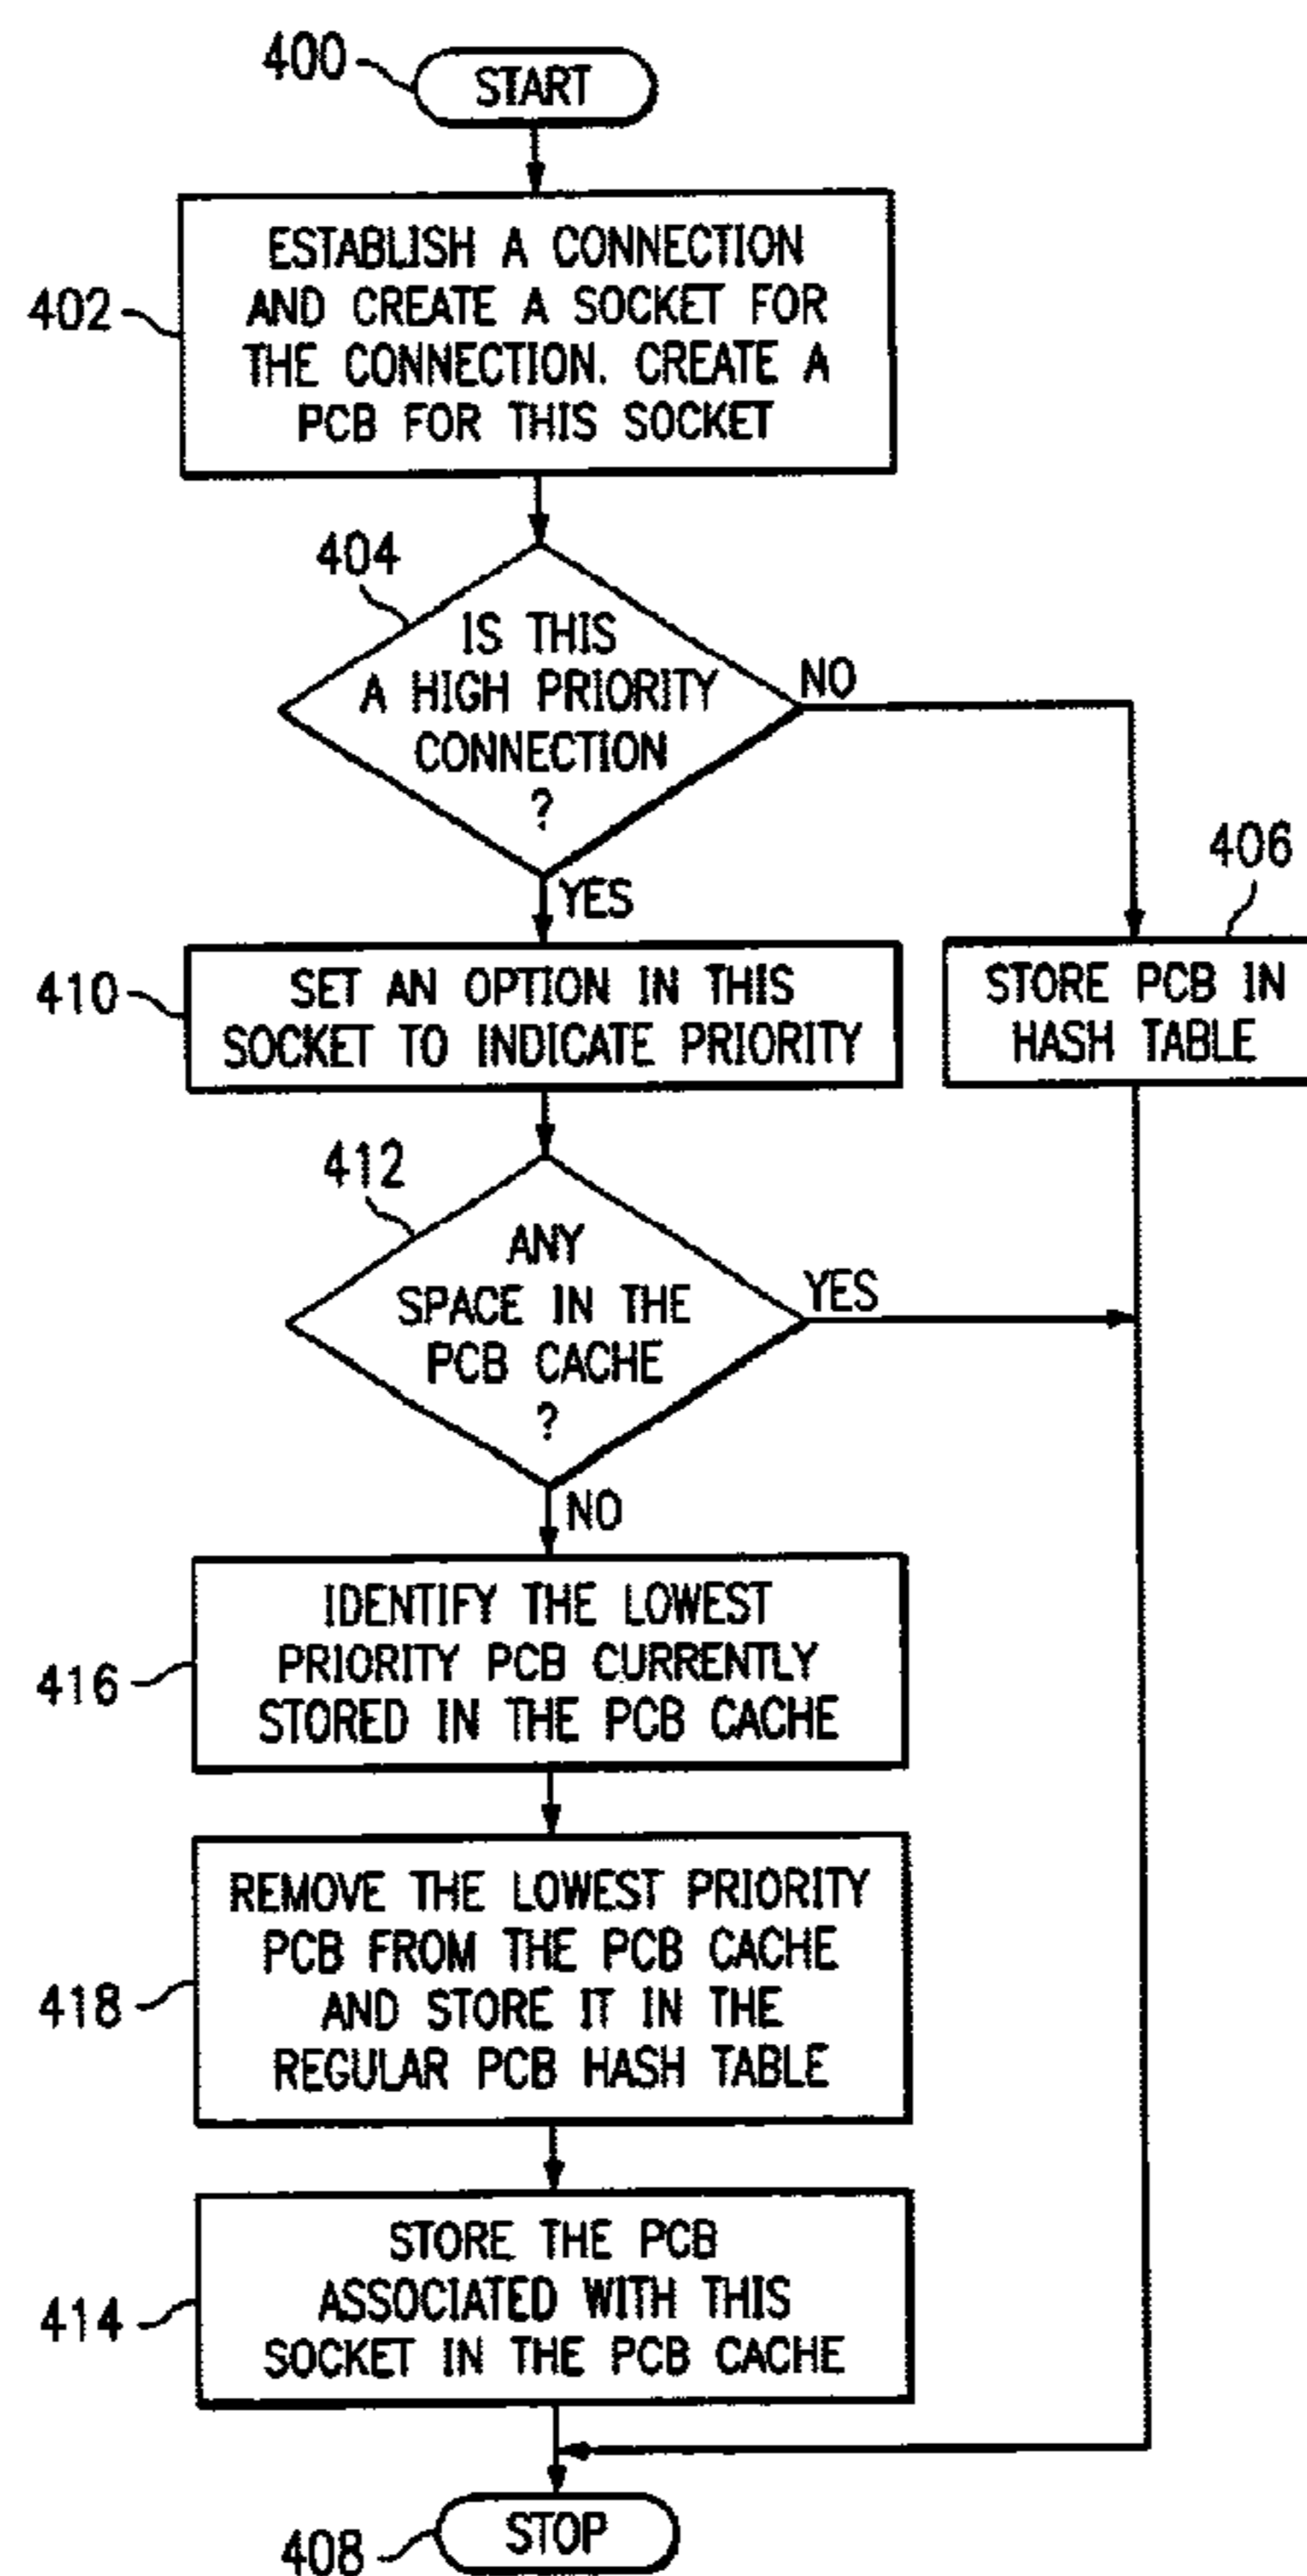 400
START
402
ESTABLISH A CONNECTION
AND CREATE A SOCKET FOR
THE CONNECTION. CREATE A
PCB FOR THIS SOCKET
404
IS THIS
A HIGH PRIORITY
CONNECTION
?
NO
YES
406
STORE PCB IN
HASH TABLE
410
SET AN OPTION IN THIS
SOCKET TO INDICATE PRIORITY
412
ANY
SPACE IN THE
PCB CACHE
?
YES
NO
416
IDENTIFY THE LOWEST
PRIORITY PCB CURRENTLY
STORED IN THE PCB CACHE
418
REMOVE THE LOWEST PRIORITY
PCB FROM THE PCB CACHE
AND STORE IT IN THE
REGULAR PCB HASH TABLE
414
STORE THE PCB
ASSOCIATED WITH THIS
SOCKET IN THE PCB CACHE
408
STOP